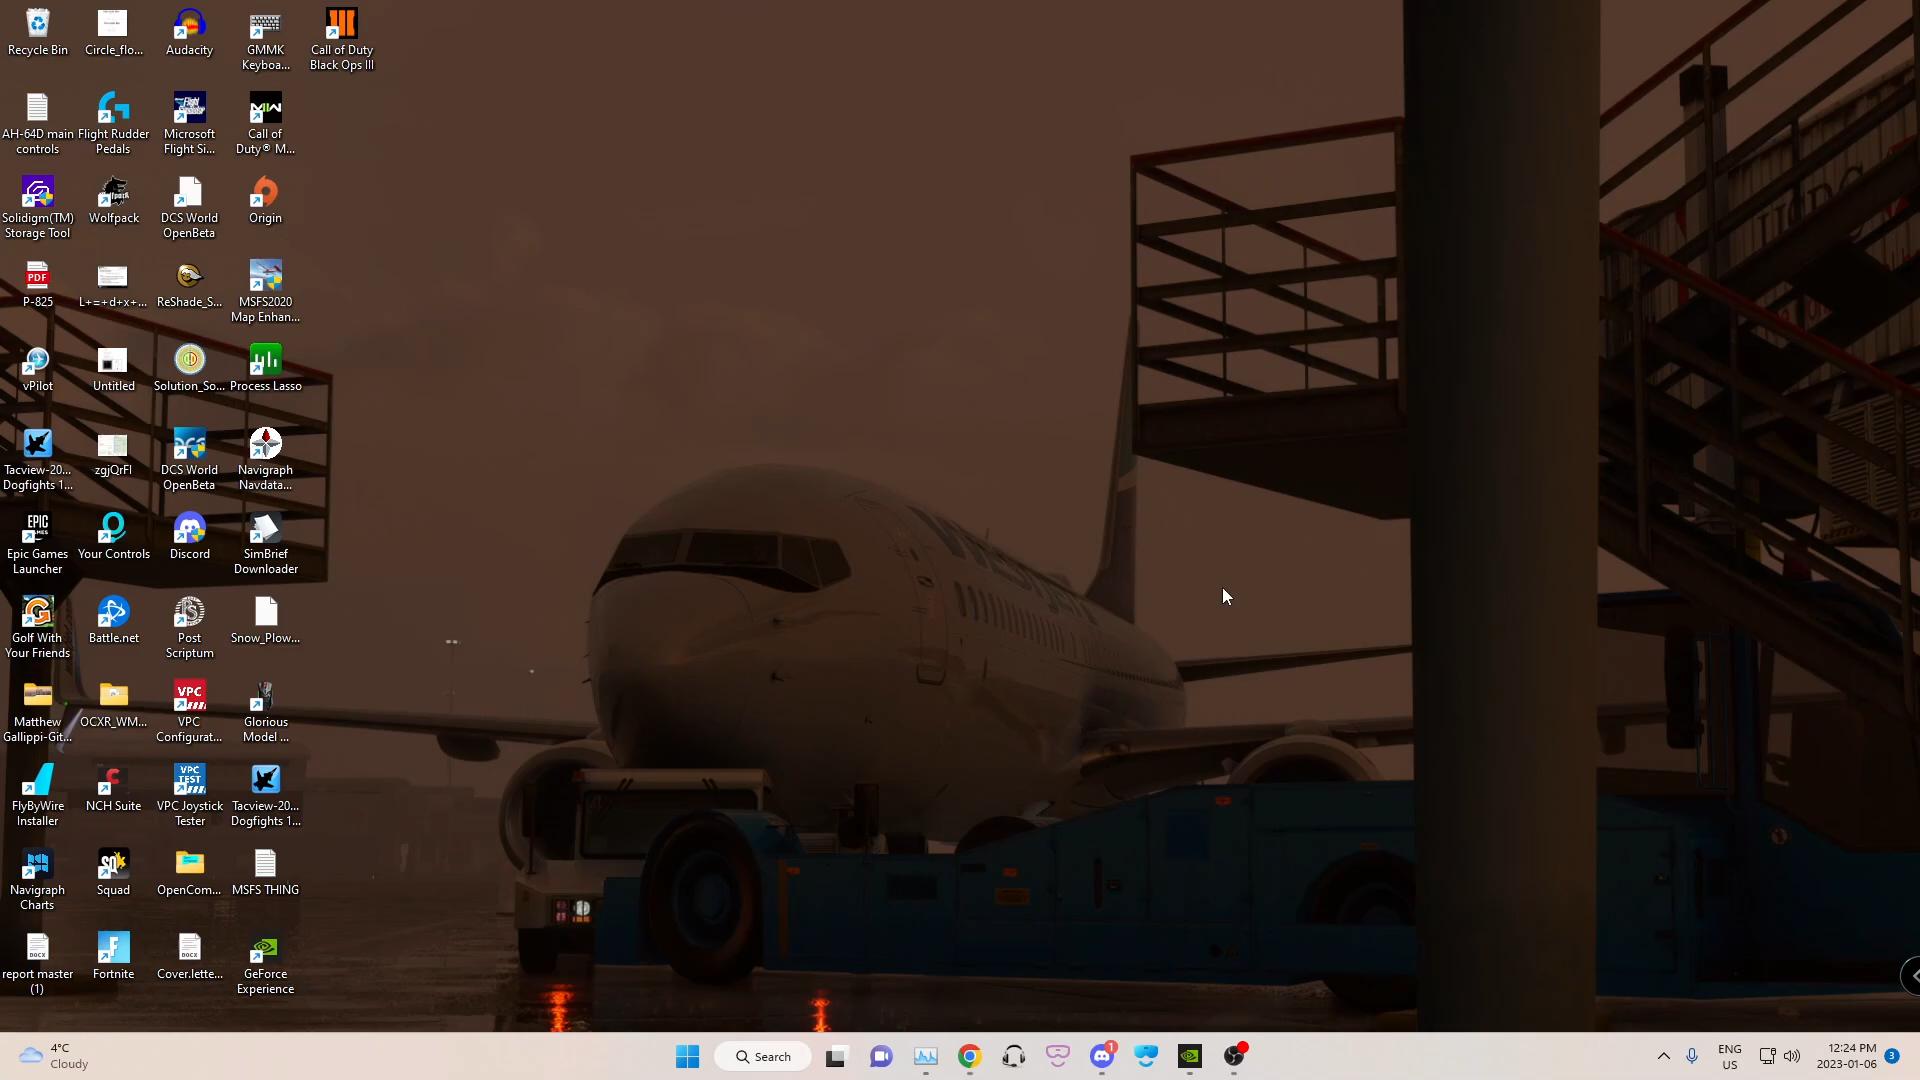 Recycle Bin
Circle_flo...
Audacity
GMMK
Keyboa...
Call of Duty
Black Ops III
AH-64D main
controls
Flight Rudder
Pedals
Microsoft
Flight Si...
Call of
Duty® M...
Solidigm(TM)
Storage Tool
Wolfpack
DCS World
OpenBeta
Origin
PDF
P-825
L+=+d+x+...
ReShade_S...
MSFS2020
Map Enhan...
vPilot
Untitled
Solution_So...
Process Lasso
Tacview-20...
Dogfights 1...
zgjQrFl
DCS World
OpenBeta
Navigraph
Navdata...
EPIC
GAMES
Epic Games
Launcher
Your Controls
Discord
SimBrief
Downloader
Golf With
Your Friends
Battle.net
Post
Scriptum
Snow_Plow...
Matthew
Gallippi-Git...
OCXR_WM...
VPC
VPC
Configurat...
Glorious
Model ...
FlyByWire
Installer
NCH Suite
VPC
TEST
VPC Joystick
Tester
Tacview-20...
Dogfights 1...
Navigraph
Charts
Squad
OpenCom...
MSFS THING
DOCX
report master
(1)
Fortnite
DOCX
Cover.lette...
GeForce
Experience
4°C
Cloudy
Search
1
ENG
US
12:24 PM
2023-01-06
3